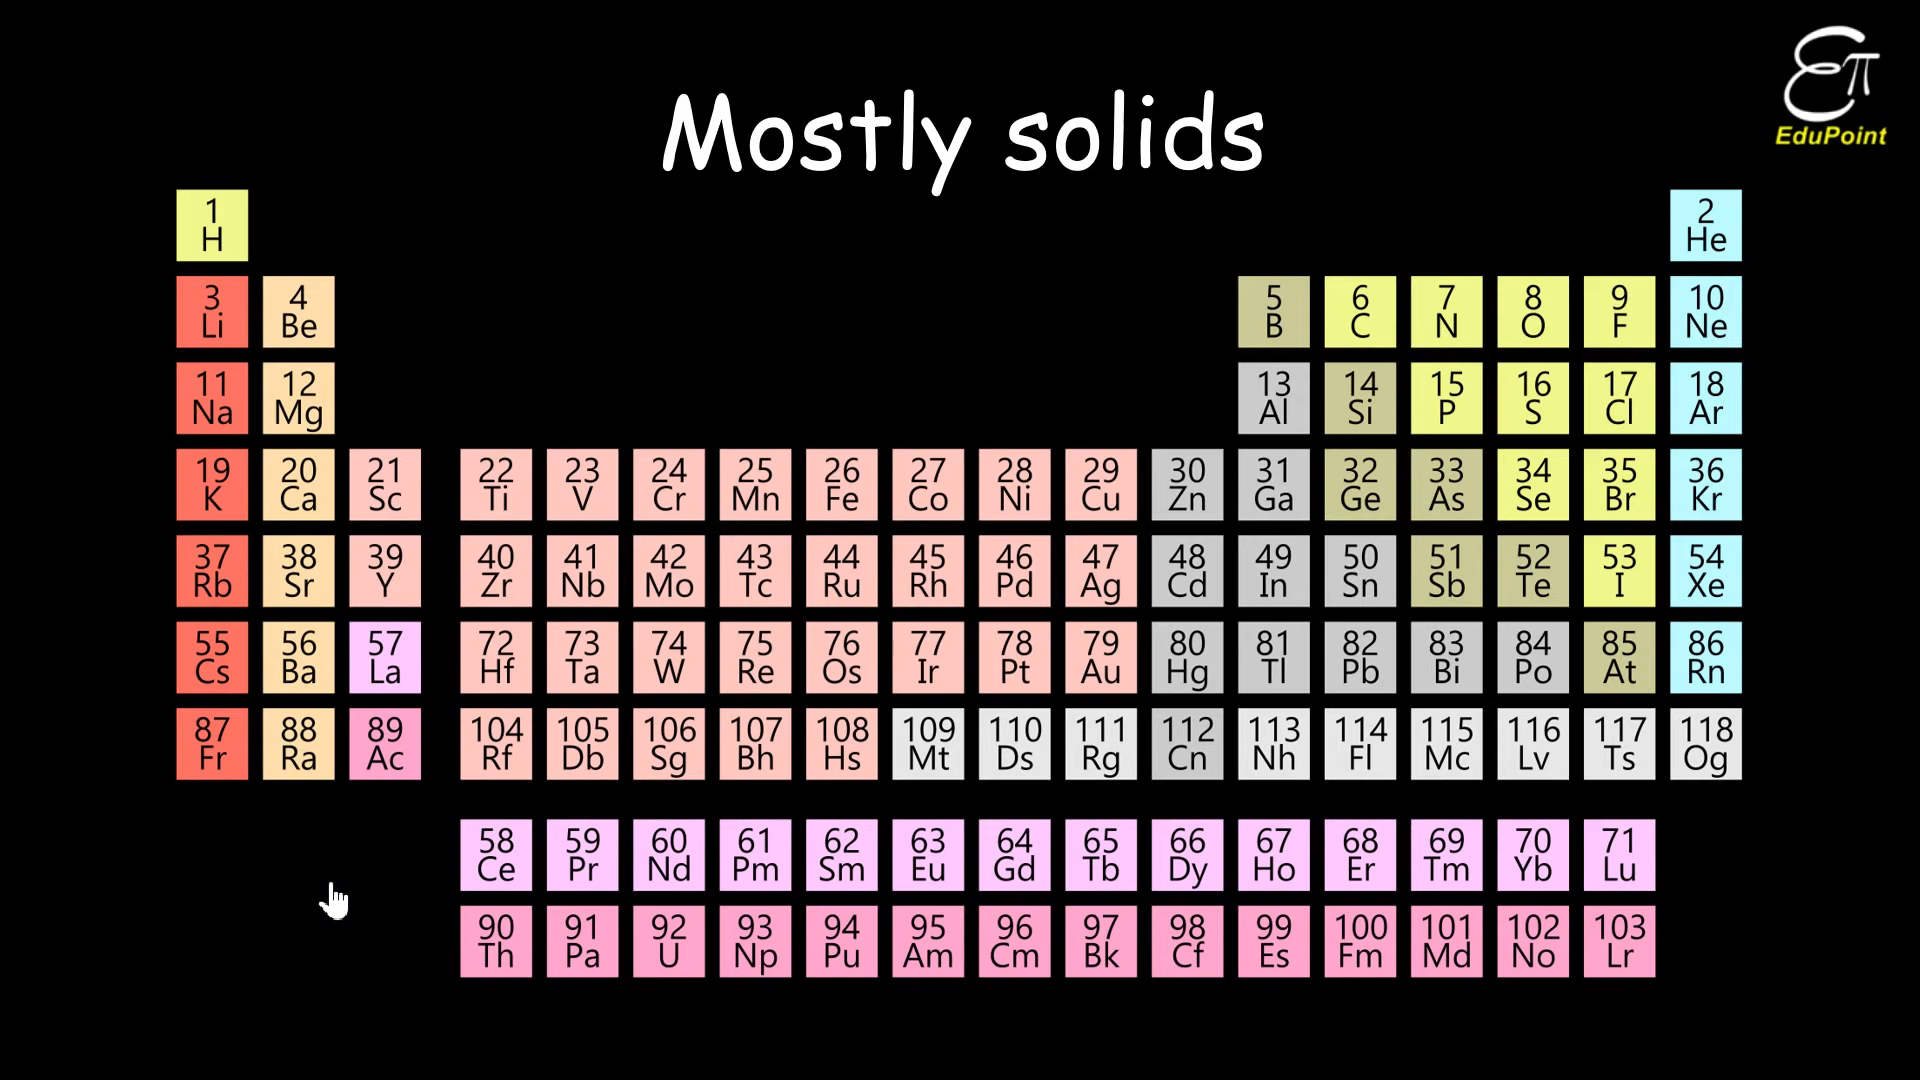 Mostly solids
EπT
EduPoint
1 2
H He
3 4 5 6 7 8 9 10
Li Be B C N O F Ne
11 12 13 14 15 16 17 18
Na Mg Al Si P S Cl Ar
19 20 21 22 23 24 25 26 27 28 29 30 31 32 33 34 35 36
K Ca Sc Ti V Cr Mn Fe Co Ni Cu Zn Ga Ge As Se Br Kr
37 38 39 40 41 42 43 44 45 46 47 48 49 50 51 52 53 54
Rb Sr Y Zr Nb Mo Tc Ru Rh Pd Ag Cd In Sn Sb Te I Xe
55 56 57 72 73 74 75 76 77 78 79 80 81 82 83 84 85 86
Cs Ba La Hf Ta W Re Os Ir Pt Au Hg Tl Pb Bi Po At Rn
87 88 89 104 105 106 107 108 109 110 111 112 113 114 115 116 117 118
Fr Ra Ac Rf Db Sg Bh Hs Mt Ds Rg Cn Nh Fl Mc Lv Ts Og
58 59 60 61 62 63 64 65 66 67 68 69 70 71
Ce Pr Nd Pm Sm Eu Gd Tb Dy Ho Er Tm Yb Lu
90 91 92 93 94 95 96 97 98 99 100 101 102 103
Th Pa U Np Pu Am Cm Bk Cf Es Fm Md No Lr